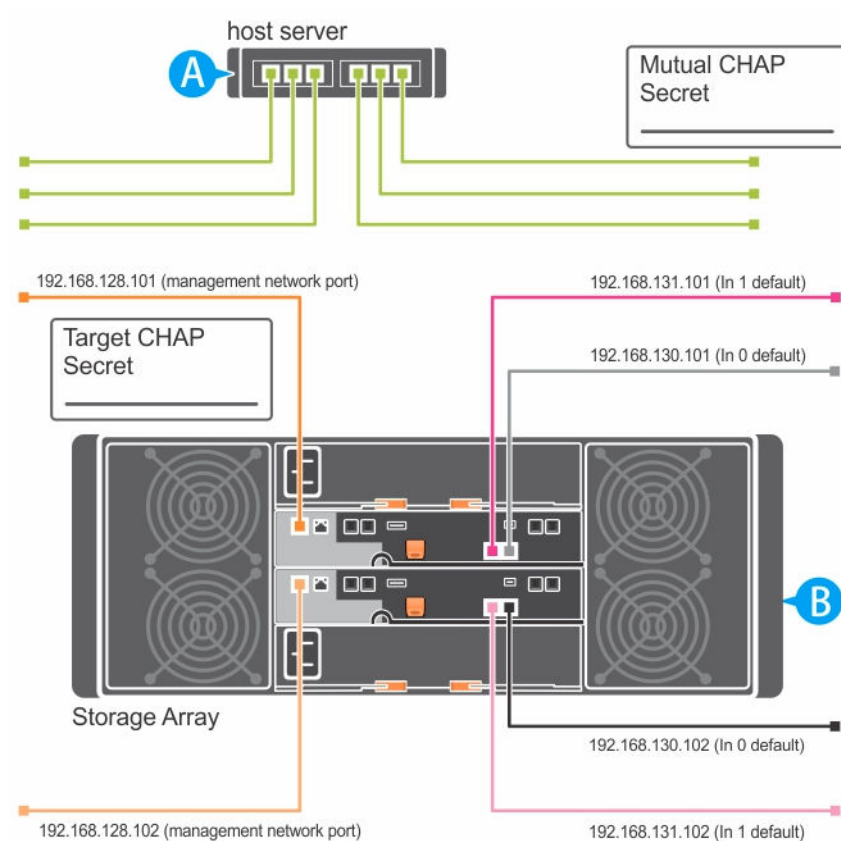 host server
A
Mutual CHAP
Secret
192.168.128.101 (management network port)
192.168.131.101 (In 1 default)
Target CHAP
Secret
192.168.130.101 (In 0 default)
B
Storage Array
192.168.130.102 (In 0 default)
192.168.128.102 (management network port)
192.168.131.102 (In 1 default)